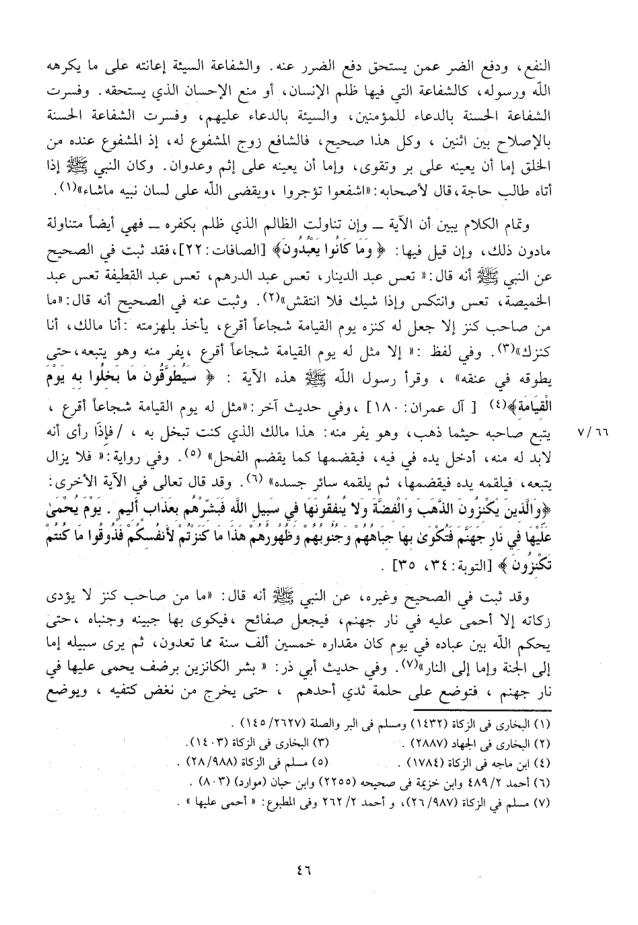 النفع، ودفع الضر عمن يستحق دفع الضرر عنه. والشفاعة السيئة إعانته على ما يكرهه
الله ورسوله، كالشفاعة التي فيها ظلم الإنسان، أو منع الإحسان الذي يستحقه. وفسرت
الشفاعة الحسنة بالدعاء للمؤمنين، والسيئة بالدعاء عليهم، وفسرت الشفاعة الحسنة
بالإصلاح بين اثنين ، وكل هذا صحيح، فالشافع زوج المشفوع له، إذ المشفوع عنده من
الخلق إما أن يعينه على بر وتقوى، وإما أن يعينه على إثم وعدوان. وكان النبي ﷺ إذا
أتاه طالب حاجة، قال لأصحابه: «اشفعوا تؤجروا ، ويقضى الله على لسان نبيه ماشاء»(١).
وتمام الكلام يبين أن الآية ــ وإن تناولت الظالم الذي ظلم بكفره ــ فهي أيضاً متناولة
مادون ذلك، وإن قيل فيها: ﴿ وَمَا كَانُوا يَعْبُدُونَ﴾ [الصافات:٢٢]، فقد ثبت في الصحيح
عن النبي ﷺ أنه قال: « تعس عبد الدينار، تعس عبد الدرهم، تعس عبد القطيفة تعس عبد
الخميصة، تعس وانتكس وإذا شيك فلا انتقش»(٢). وثبت عنه في الصحيح أنه قال: «ما
من صاحب كنز إلا جعل له كنزه يوم القيامة شجاعاً أقرع، يأخذ بلهزمته :أنا مالك، أنا
كنزك»(٣). وفي لفظ : « إلا مثل له يوم القيامة شجاعاً أقرع ، يفر منه وهو يتبعه، حتى
يطوقه في عنقه» ، وقرأ رسول الله ﷺ هذه الآية : ﴿ سَيُطَوَّقُونَ مَا بَخِلُوا بِهِ يَوْمَ
الْقِيَامَةِ﴾(٤) [ آل عمران: ١٨٠] ، وفي حديث آخر: «مثل له يوم القيامة شجاعاً أقرع ،
يتبع صاحبه حيثما ذهب، وهو يفر منه: هذا مالك الذي كنت تبخل به ، /فإذا رأى أنه
٧/٦٦
لابد له منه، أدخل يده في فيه، فيقضمها كما يقضم الفحل» (٥). وفي رواية: « فلا يزال
يتبعه، فيلقمه يده فيقضمها، ثم يلقمه سائر جسده» (٦). وقد قال تعالى في الآية الأخرى:
﴿وَالَّذِينَ يَكْنِزُونَ الذَّهَبَ وَالْفِضَّةَ وَلا يُنفِقُونَهَا فِي سَبِيلِ اللَّهِ فَبَشِّرْهُم بِعَذَابٍ أَلِيمٍ . يَوْمَ يُحْمَىٰ
عَلَيْهَا فِي نَارِ جَهَنَّمَ فَتُكْوَىٰ بِهَا جِبَاهُهُمْ وَجُنُوبُهُمْ وَظُهُورُهُمْ هَٰذَا مَا كَنَزْتُمْ لأَنفُسِكُمْ فَذُوقُوا مَا كُنتُمْ
تَكْنِزُونَ ﴾ [التوبة:٣٤، ٣٥] .
وقد ثبت في الصحيح وغيره، عن النبي ﷺ أنه قال: «ما من صاحب كنز لا يؤدى
زكاته إلا أحمى عليه في نار جهنم، فيجعل صفائح ،فيكوى بها جبينه وجنباه ،حتى
يحكم الله بين عباده في يوم كان مقداره خمسين ألف سنة مما تعدون، ثم يرى سبيله إما
إلى الجنة وإما إلى النار»(٧). وفي حديث أبي ذر: « بشر الكانزين برضف يحمى عليها في
نار جهنم ، فتوضع على حلمة ثدي أحدهم ، حتى يخرج من نغض كتفيه ، ويوضع
(١) البخارى فى الزكاة (١٤٣٢) ومسلم فى البر والصلة (١٤٥/٢٦٢٧) .
(٢) البخارى فى الجهاد (٢٨٨٧) . (٣) البخارى فى الزكاة (١٤٠٣).
(٤) ابن ماجه فى الزكاة (١٧٨٤) . (٥) مسلم فى الزكاة (٢٨/٩٨٨) .
(٦) أحمد ٤٨٩/٢ وابن خزيمة فى صحيحه (٢٢٥٥) وابن حبان (موارد) (٨٠٣ ).
(٧) مسلم في الزكاة (٢٦/٩٨٧)، و أحمد ٢٦٢/٢ وفى المطبوع: « أحمى عليها » .
٤٦